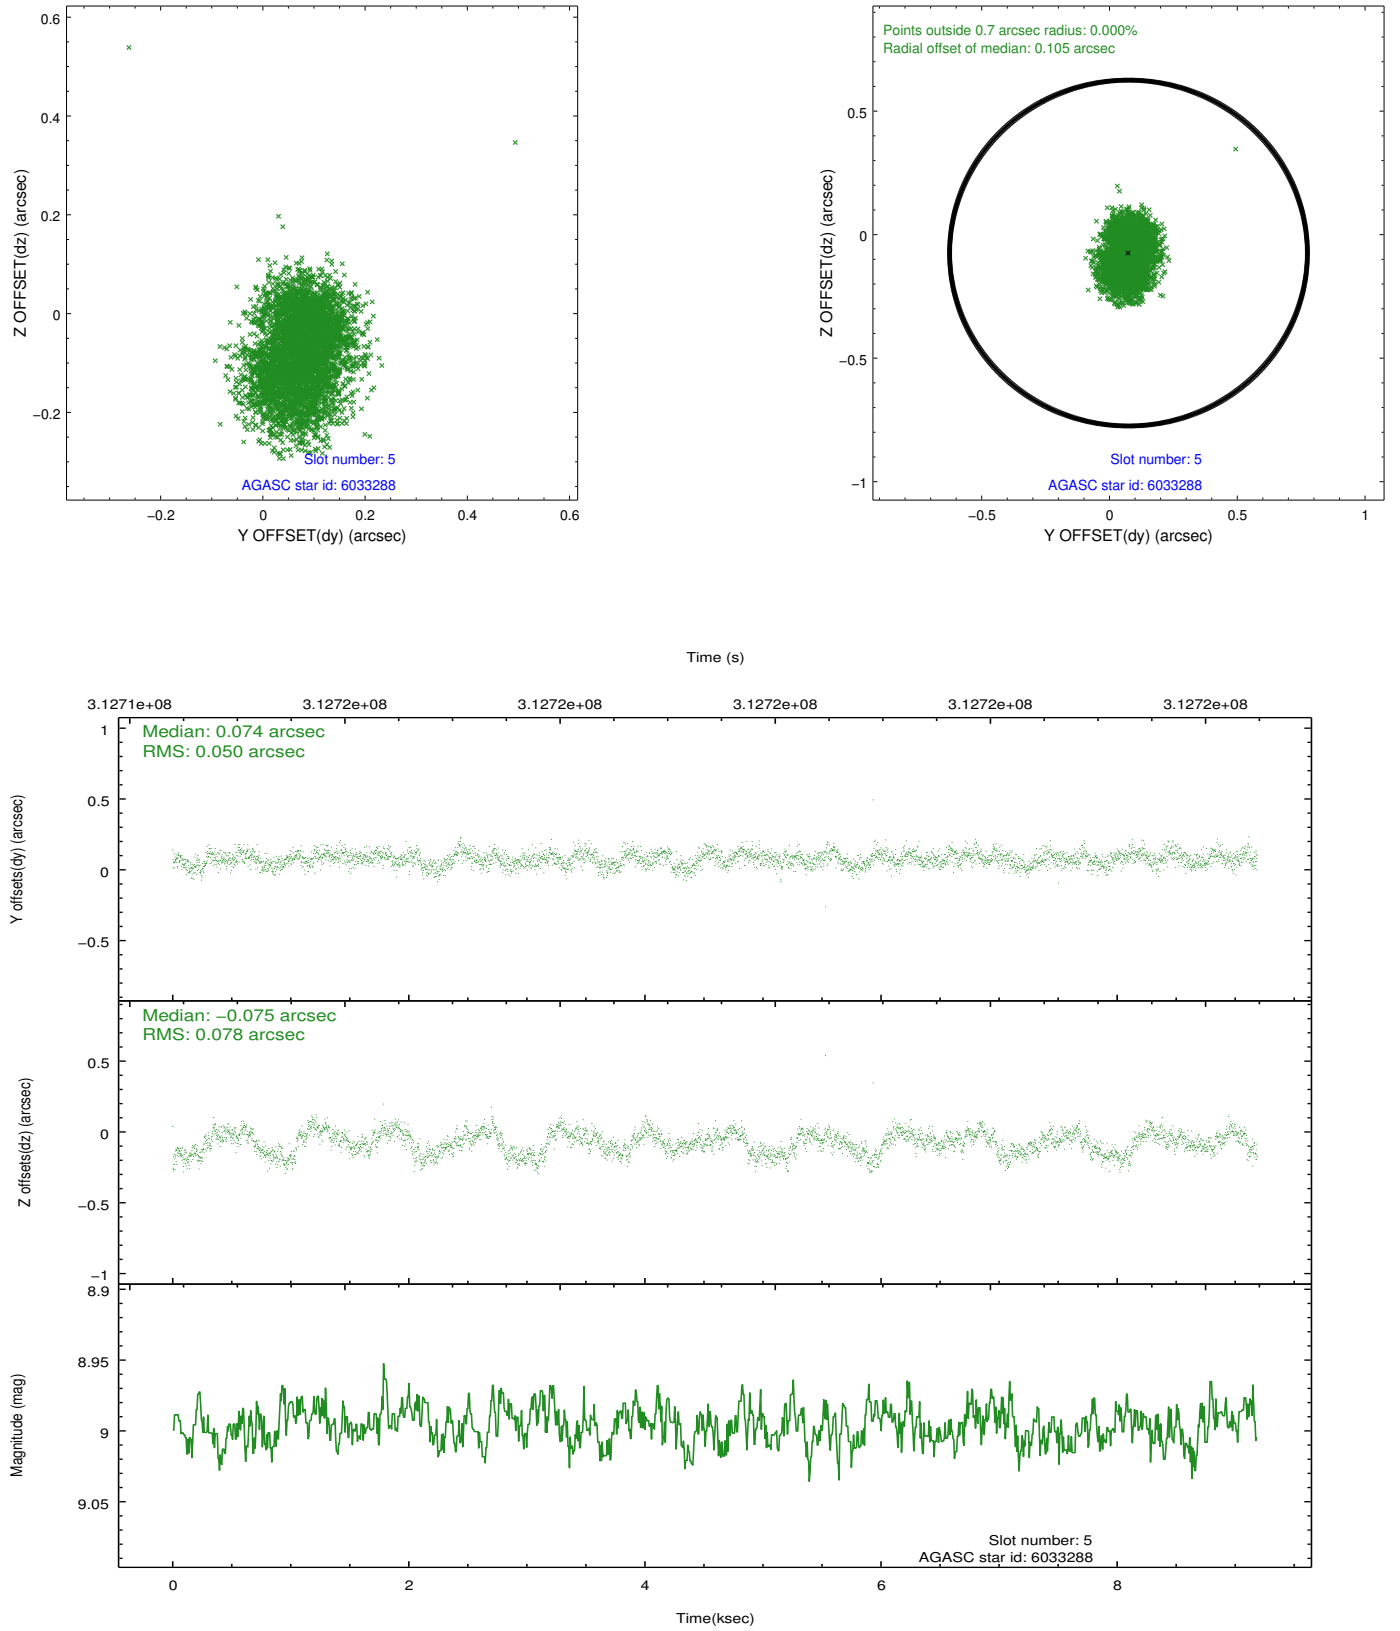 0.6
0.4
0.2
0
−0.2
Z OFFSET(dz) (arcsec)
Slot number: 5
AGASC star id: 6033288
−0.2 0 0.2 0.4 0.6
Y OFFSET(dy) (arcsec)
Points outside 0.7 arcsec radius: 0.000%
Radial offset of median: 0.105 arcsec
0.5
0
−0.5
−1
Z OFFSET(dz) (arcsec)
Slot number: 5
AGASC star id: 6033288
−0.5 0 0.5 1
Y OFFSET(dy) (arcsec)
Time (s)
3.1271e+08 3.1272e+08 3.1272e+08 3.1272e+08 3.1272e+08 3.1272e+08
Median: 0.074 arcsec
RMS: 0.050 arcsec
1
0.5
0
−0.5
Y offsets(dy) (arcsec)
Median: −0.075 arcsec
RMS: 0.078 arcsec
0.5
0
−0.5
−1
Z offsets(dz) (arcsec)
8.9
8.95
9
9.05
Magnitude (mag)
Slot number: 5
AGASC star id: 6033288
0 2 4 6 8
Time(ksec)